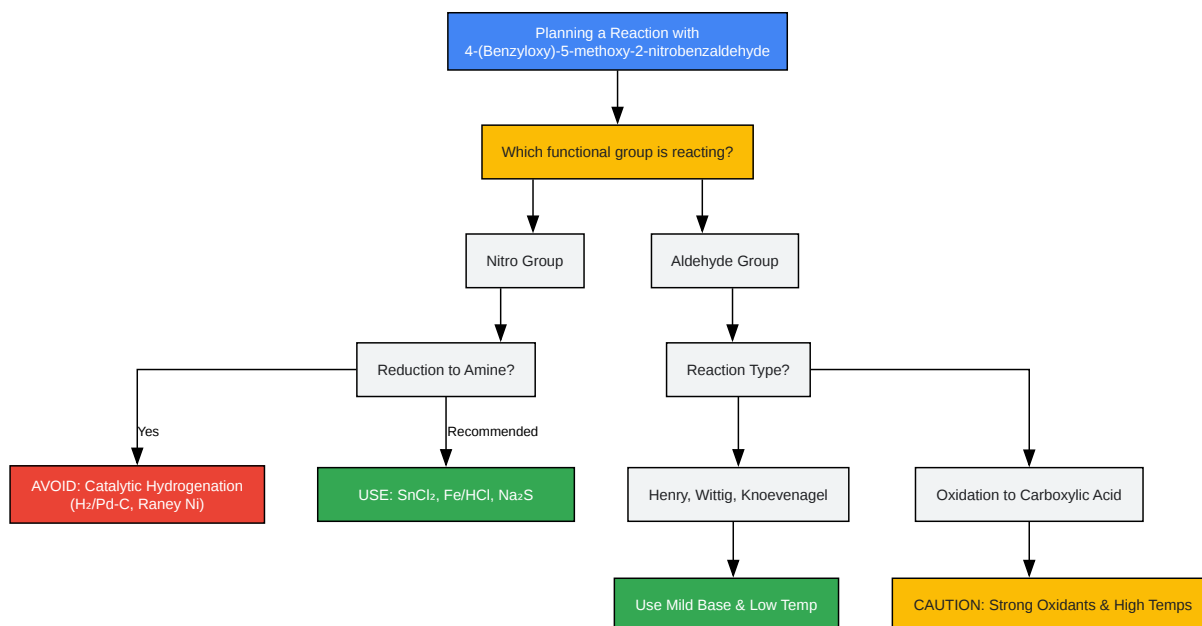 Planning a Reaction with
4-(Benzyloxy)-5-methoxy-2-nitrobenzaldehyde
Which functional group is reacting?
Nitro Group
Aldehyde Group
Reduction to Amine?
Reaction Type?
Yes
Recommended
AVOID: Catalytic Hydrogenation
(H₂/Pd-C, Raney Ni)
USE: SnCl₂, Fe/HCl, Na₂S
Henry, Wittig, Knoevenagel
Oxidation to Carboxylic Acid
Use Mild Base & Low Temp
CAUTION: Strong Oxidants & High Temps